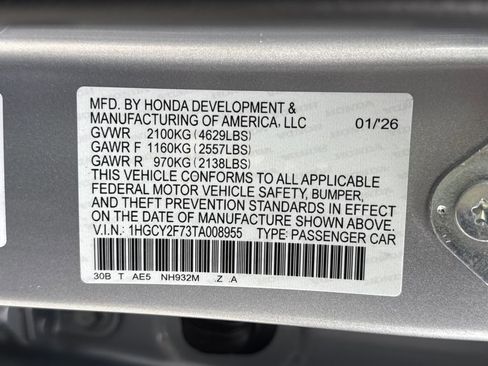 MFD. BY HONDA DEVELOPMENT &
MANUFACTURING OF AMERICA, LLC 01/'26
GVWR 2100KG (4629LBS)
GAWR F 1160KG (2557LBS)
GAWR R 970KG (2138LBS)
THIS VEHICLE CONFORMS TO ALL APPLICABLE
FEDERAL MOTOR VEHICLE SAFETY, BUMPER,
AND THEFT PREVENTION STANDARDS IN EFFECT
ON THE DATE OF MANUFACTURE SHOWN ABOVE.
V.I.N.: 1HGCY2F73TA008955 TYPE: PASSENGER CAR
30B T AE5 NH932M .Z .A